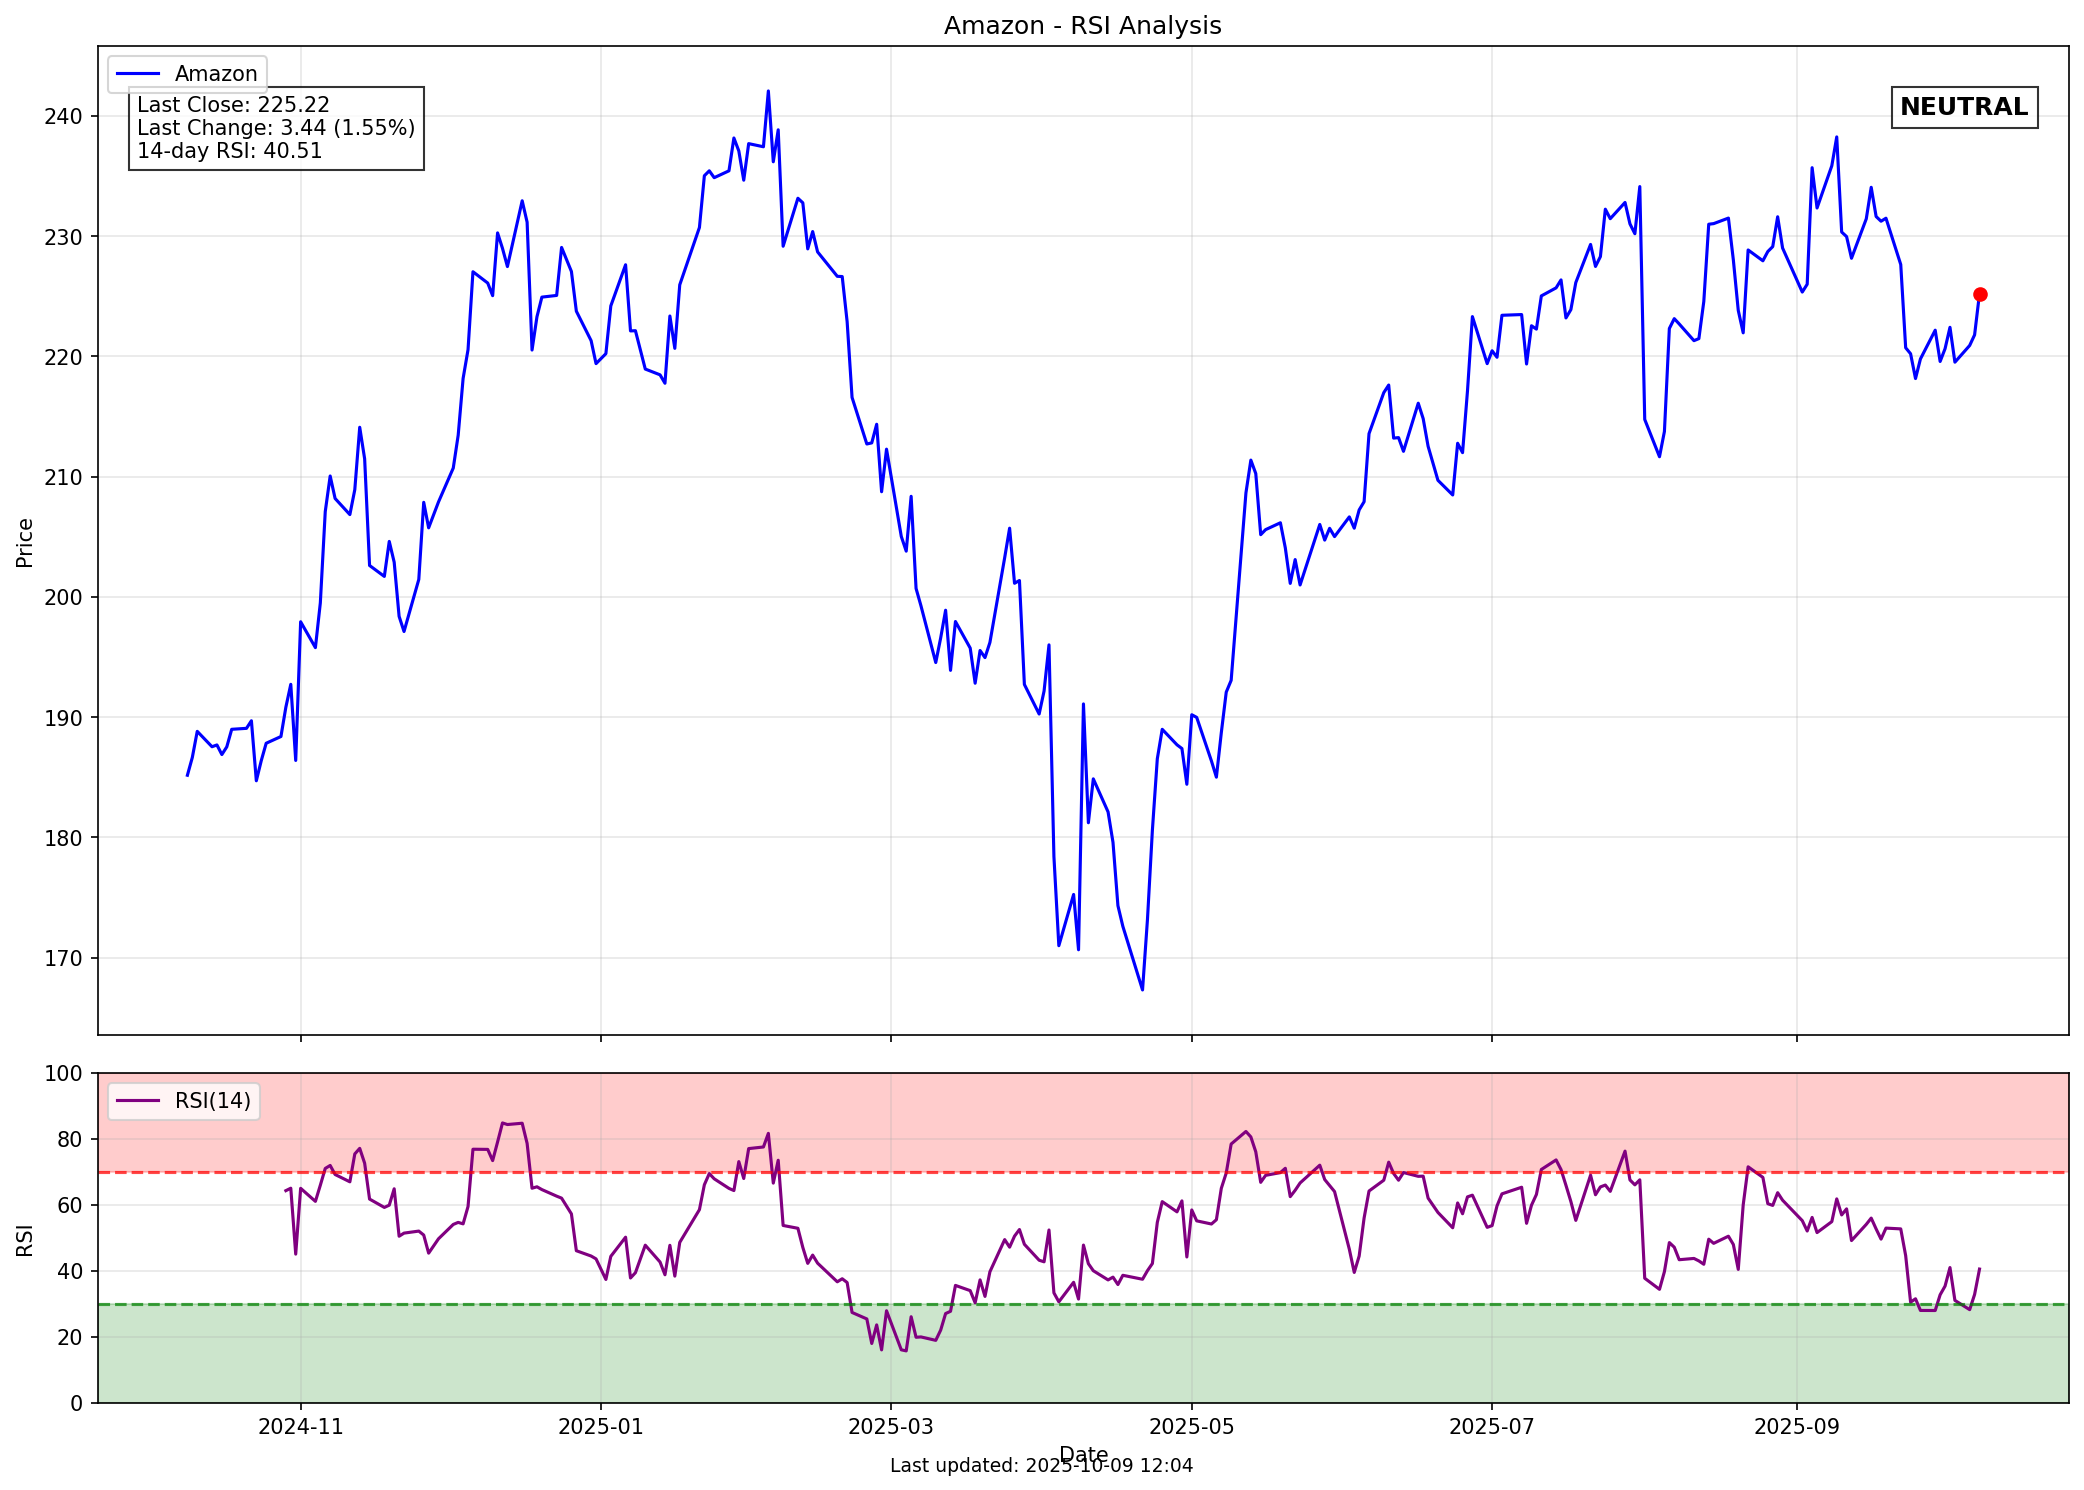 Amazon - RSI Analysis
Amazon
Last Close: 225.22
Last Change: 3.44 (1.55%)
14-day RSI: 40.51
NEUTRAL
240
230
220
210
200
190
180
170
Price
100
80
60
40
20
0
RSI
RSI(14)
2024-11
2025-01
2025-03
2025-05
2025-07
2025-09
Date
Last updated: 2025-10-09 12:04